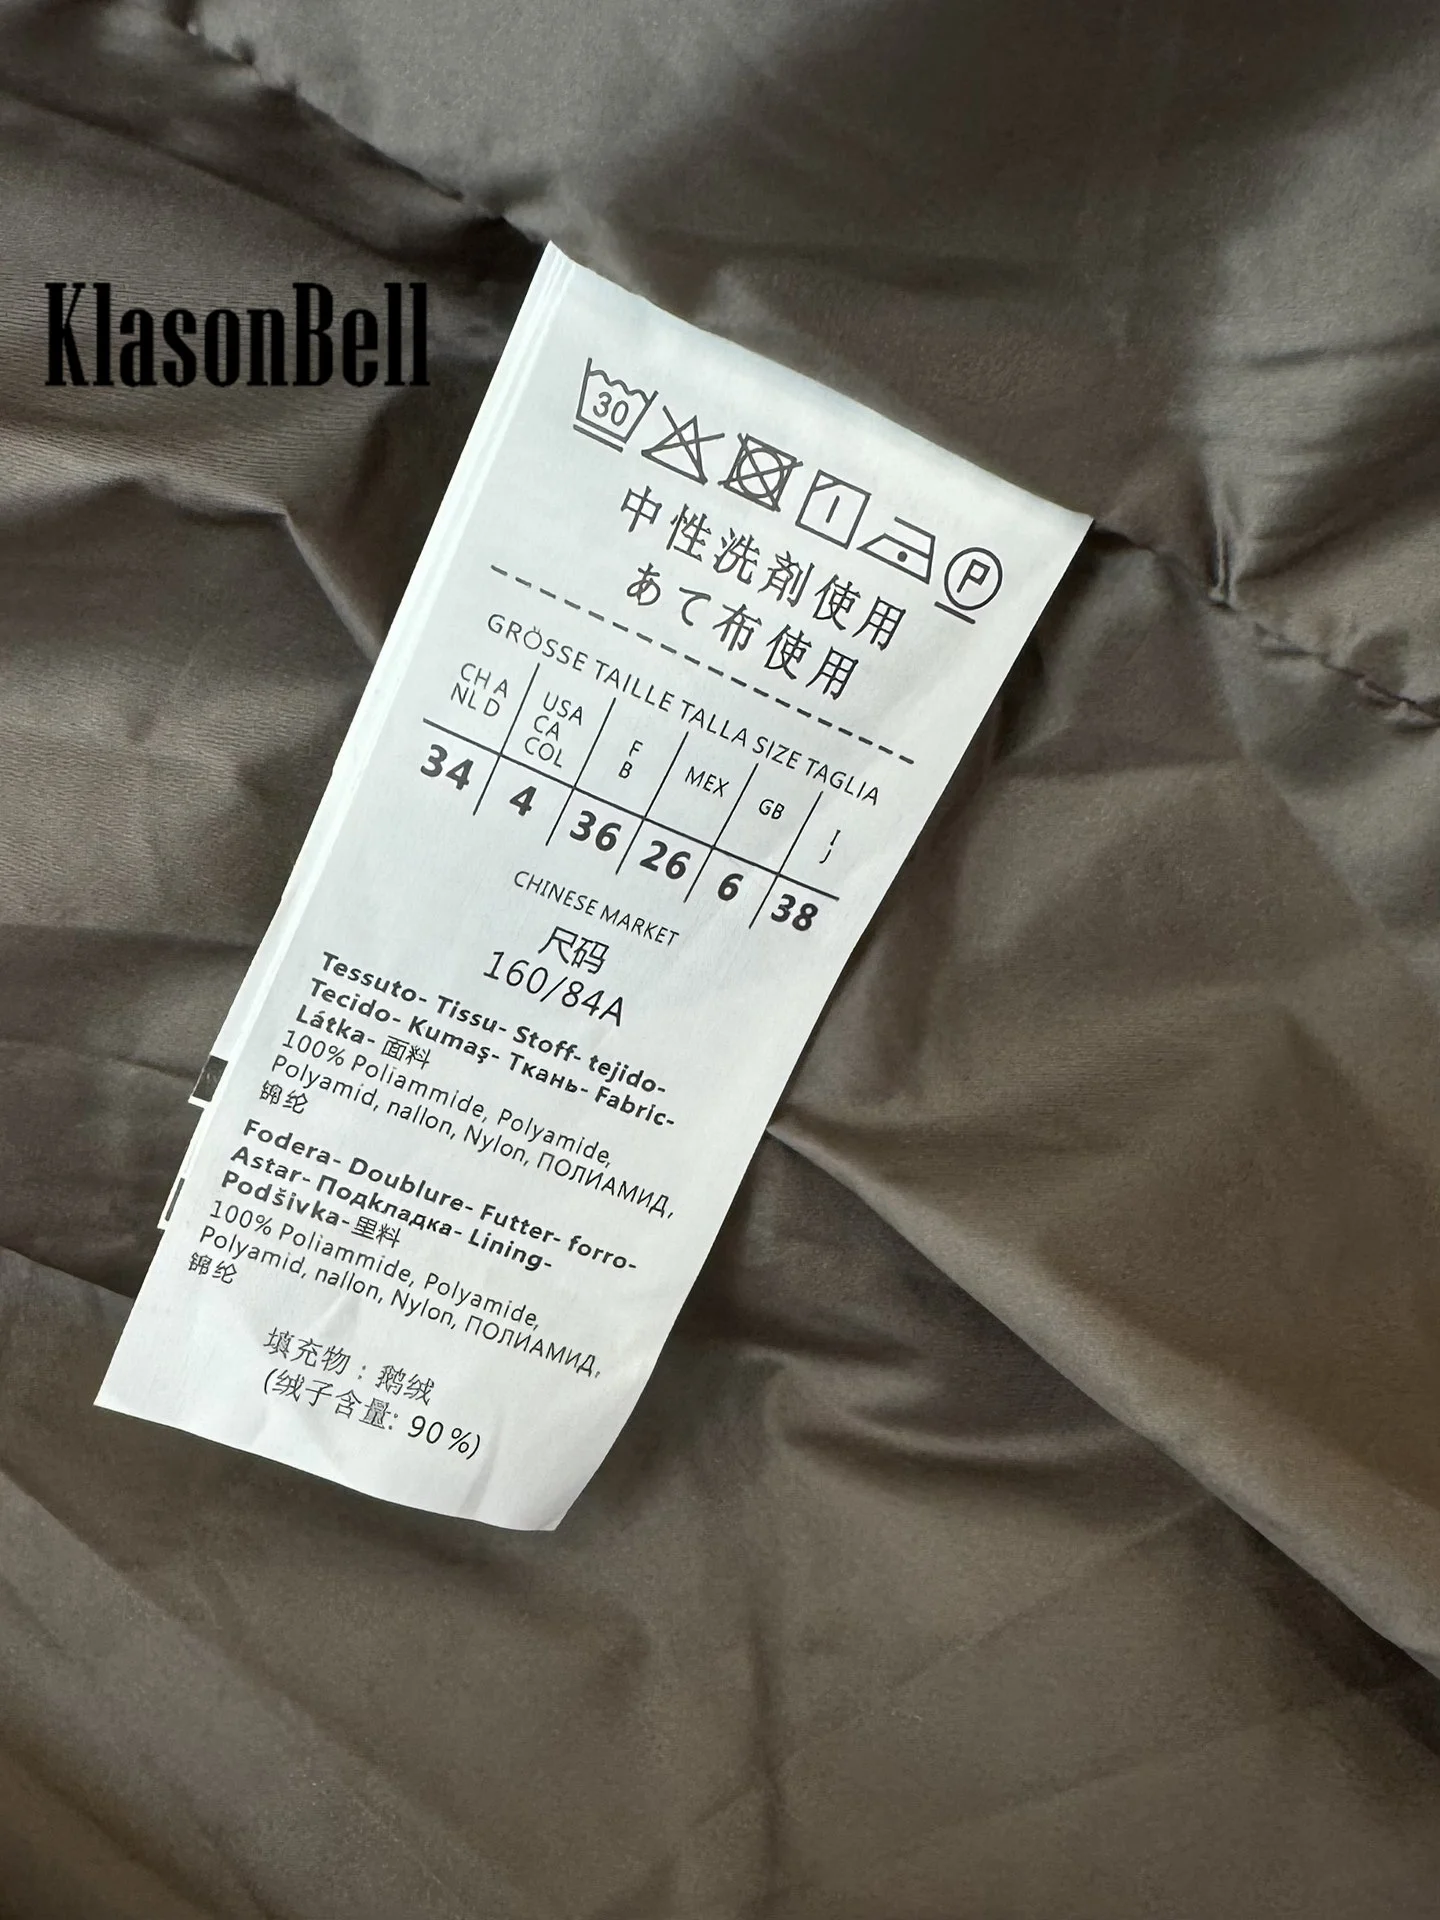 KlasonBell
30
P
中性洗剤使用
あて布使用
GRÖSSE TAILLE TALLA SIZE TAGLIA
CH A NL D
USA CA COL
F B
MEX
GB
I J
34 4 36 26 6 38
CHINESE MARKET
尺码
160/84A
Tessuto- Tissu- Stoff- tejido-
Tecido- Kumaş- Ткань- Fabric-
Látka- 面料
100% Poliammide, Polyamide,
Polyamid, nallon, Nylon, ПОЛИАМИД,
锦纶
Fodera- Doublure- Futter- forro-
Astar- Подкладка- Lining-
Podšivka- 里料
100% Poliammide, Polyamide,
Polyamid, nallon, Nylon, ПОЛИАМИД,
锦纶
填充物：鹅绒
(绒子含量: 90%)